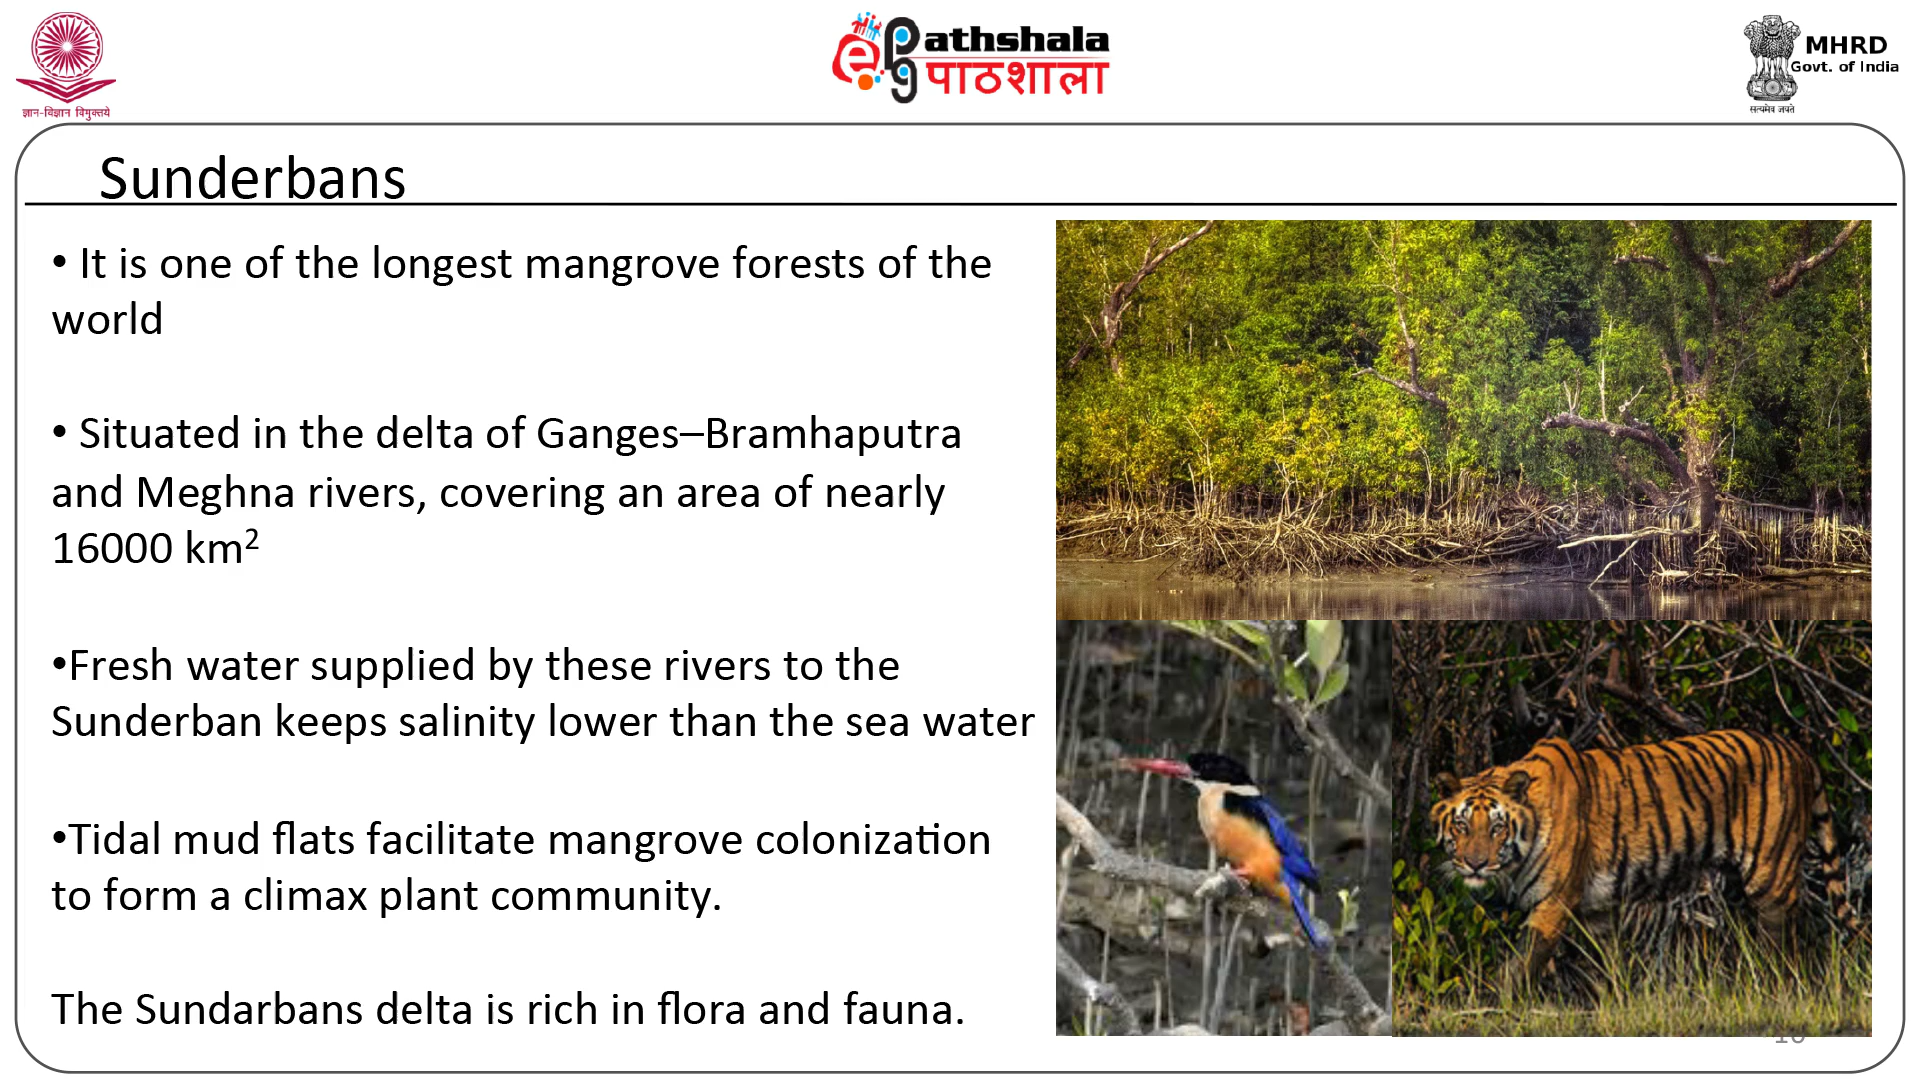 ज्ञान-विज्ञान विमुक्तये
ePg Pathshala
पाठशाला
MHRD
Govt. of India
सत्यमेव जयते
Sunderbans
• It is one of the longest mangrove forests of the
world
• Situated in the delta of Ganges–Bramhaputra
and Meghna rivers, covering an area of nearly
16000 km²
•Fresh water supplied by these rivers to the
Sunderban keeps salinity lower than the sea water
•Tidal mud flats facilitate mangrove colonization
to form a climax plant community.
The Sundarbans delta is rich in flora and fauna.